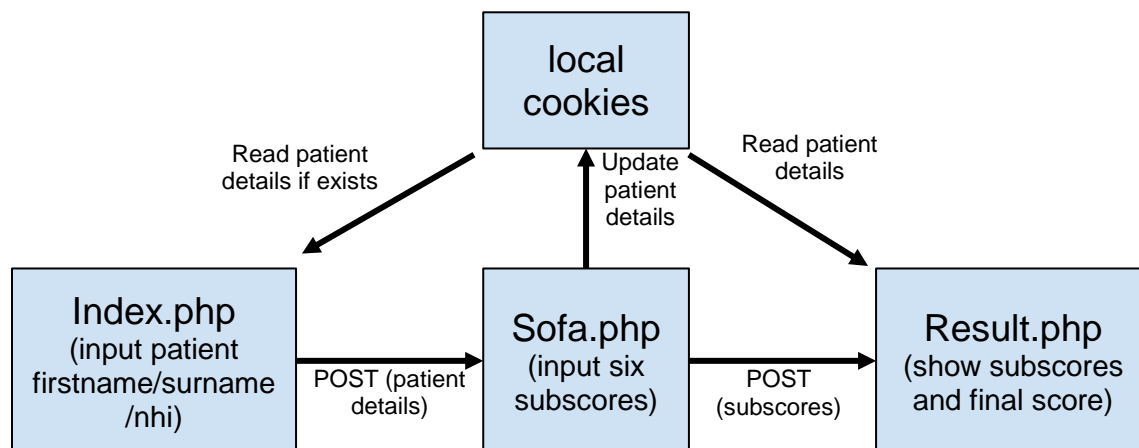 local
cookies
Read patient
details if exists
Update
patient
details
Read patient
details
Index.php
(input patient
firstname/surname
/nhi)
POST (patient
details)
Sofa.php
(input six
subscores)
POST
(subscores)
Result.php
(show subscores
and final score)